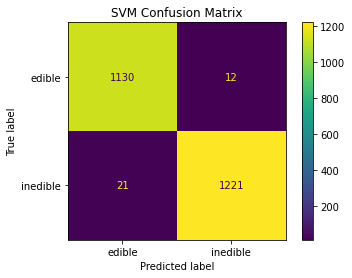 SVM Confusion Matrix
edible
1130
12
inedible
21
1221
edible
inedible
Predicted label
True label
1200
1000
800
600
400
200